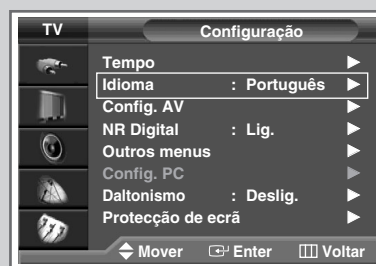 TV Configuração
Tempo
Idioma : Português
Config. AV
NR Digital : Lig.
Outros menus
Config. PC
Daltonismo : Deslig.
Protecção de ecrã
Mover Enter Voltar